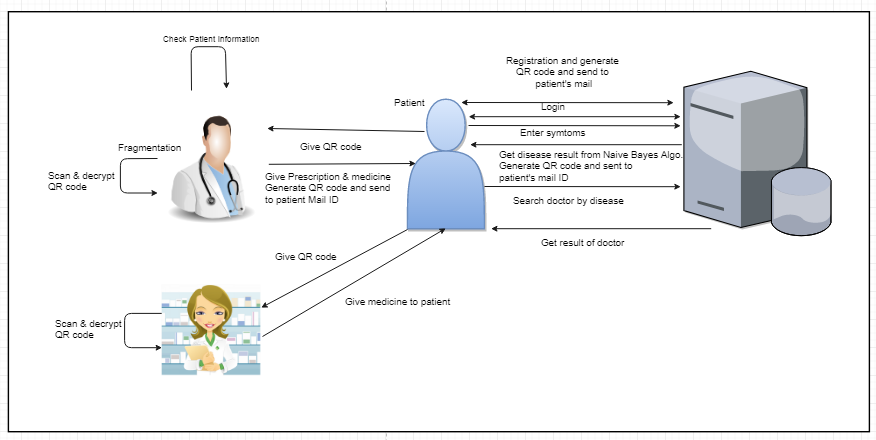 Check Patient Information
Registration and generate
QR code and send to
patient's mail
Patient
Login
Enter symtoms
Fragmentation
Give QR code
Get disease result from Naive Bayes Algo.
Generate QR code and sent to
patient's mail ID
Scan & decrypt
QR code
Give Prescription & medicine
Generate QR code and send
to patient Mail ID
Search doctor by disease
Get result of doctor
Give QR code
Give medicine to patient
Scan & decrypt
QR code